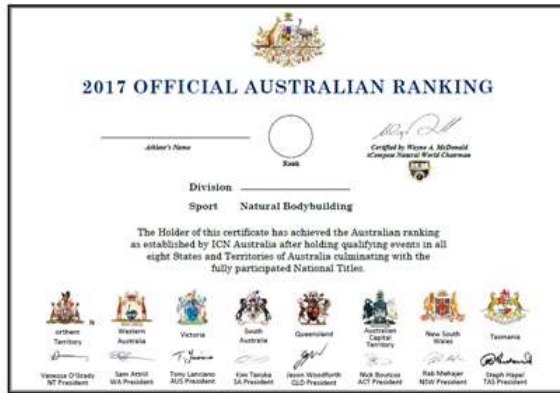 2017 OFFICIAL AUSTRALIAN RANKING
Athlete's Name
Rank
Certified by Wayne A. McDonald
iCompete Natural World Chairman
Division
Sport Natural Bodybuilding
The Holder of this certificate has achieved the Australian ranking
as established by ICN Australia after holding qualifying events in all
eight States and Territories of Australia culminating with the
fully participated National Titles.
orthern N
Territory
Western
Australia
Victoria
South
Australia
Queensland
Australian
Capital
Territory
New South
Wales
Tasmania
Vanessa O'Grady
NT President
Sam Attrill
WA President
Tony Lanciano
AUS President
Kim Tanaka
SA President
Jason Woodforth
QLD President
Nick Bouticos
ACT President
Rab Mehajer
NSW President
Steph Hape
TAS President